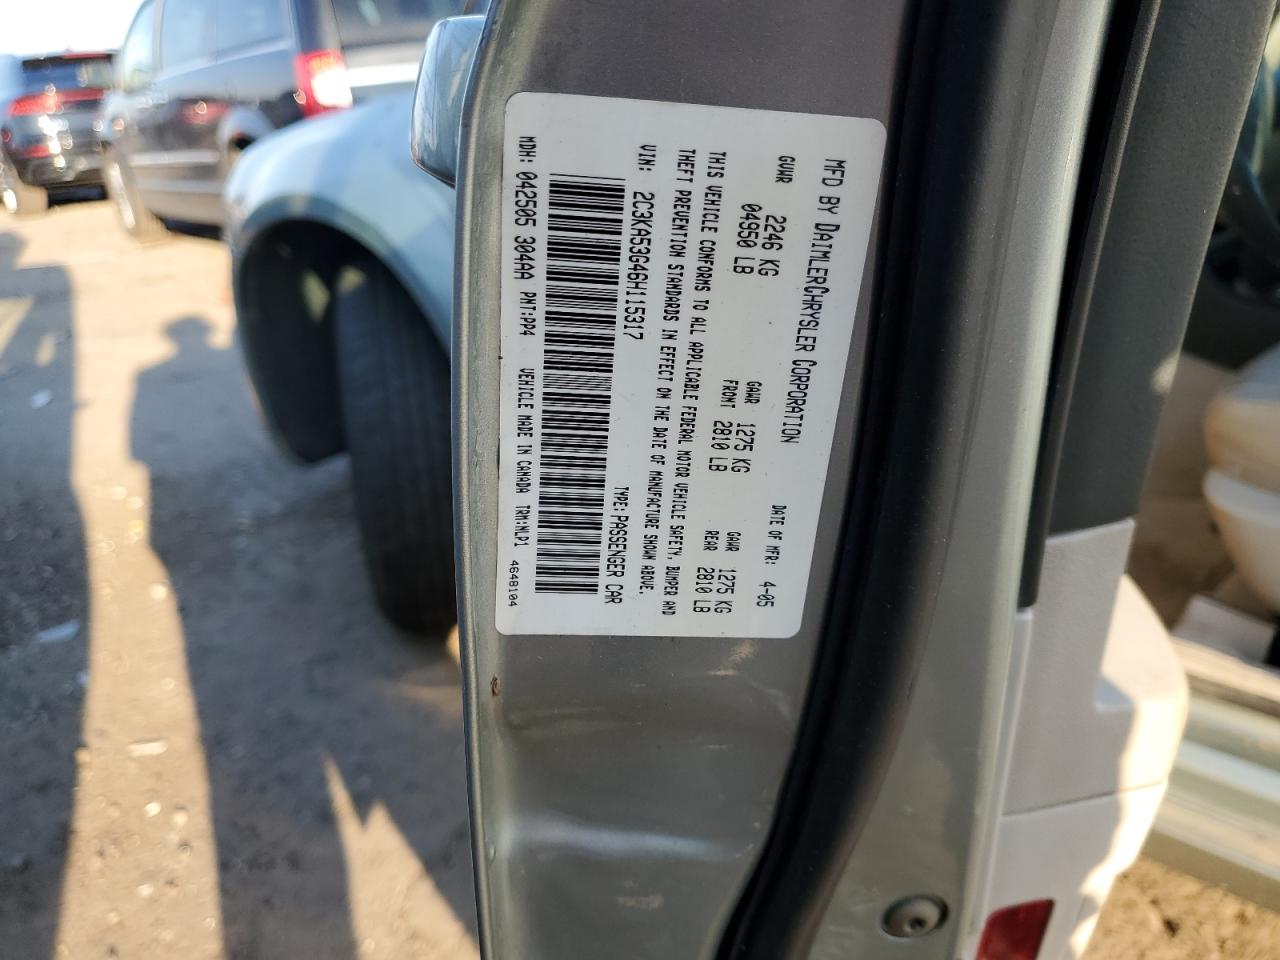 MFD BY DAIMLERCHRYSLER CORPORATION DATE OF MFR: 4-05
GVWR 2246 KG GAWR 1275 KG GAWR 1275 KG
04950 LB FRONT 2810 LB REAR 2810 LB
THIS VEHICLE CONFORMS TO ALL APPLICABLE FEDERAL MOTOR VEHICLE SAFETY, BUMPER AND
THEFT PREVENTION STANDARDS IN EFFECT ON THE DATE OF MANUFACTURE SHOWN ABOVE.
VIN: 2C3KA53G46H115317 TYPE: PASSENGER CAR
MDH: 042505 304AA PNT:PP4 VEHICLE MADE IN CANADA TRM:NLP1 4648104